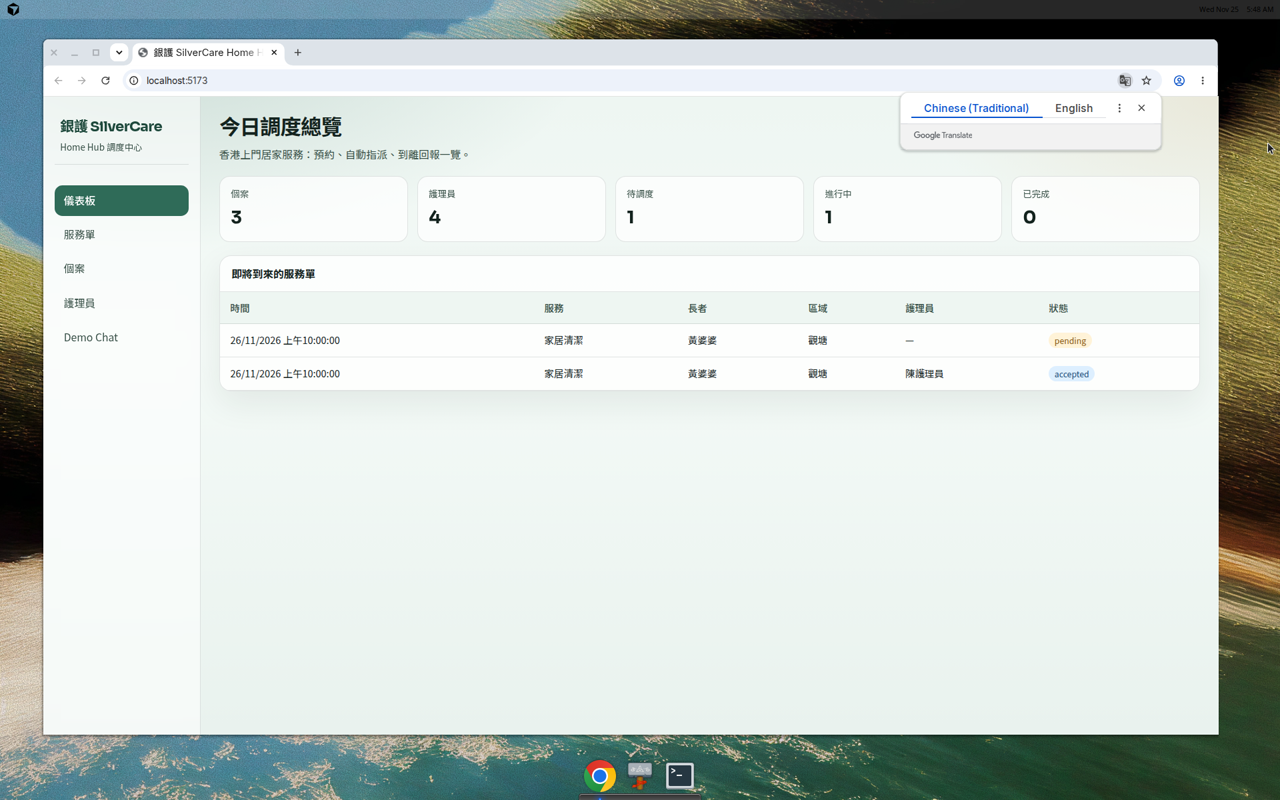 Wed Nov 25 5:48 AM
銀護 SilverCare Home H
localhost:5173
Chinese (Traditional) English
Google Translate
銀護 SilverCare
Home Hub 調度中心
儀表板
服務單
個案
護理員
Demo Chat
今日調度總覽
香港上門居家服務：預約、自動指派、到離回報一覽。
個案
3
護理員
4
待調度
1
進行中
1
已完成
0
即將到來的服務單
時間 服務 長者 區域 護理員 狀態
26/11/2026 上午10:00:00 家居清潔 黃婆婆 觀塘 — pending
26/11/2026 上午10:00:00 家居清潔 黃婆婆 觀塘 陳護理員 accepted